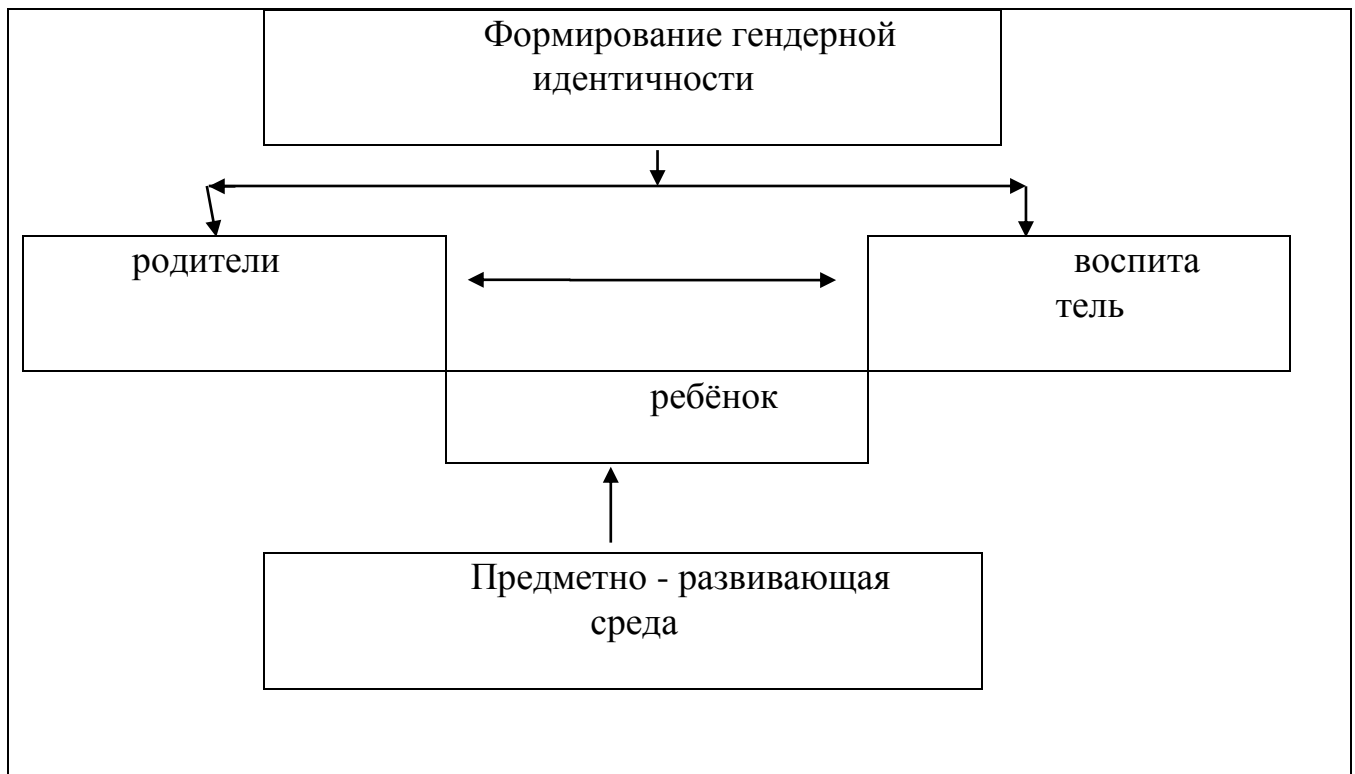 Формирование гендерной
идентичности
родители
воспита
тель
ребёнок
Предметно - развивающая
среда